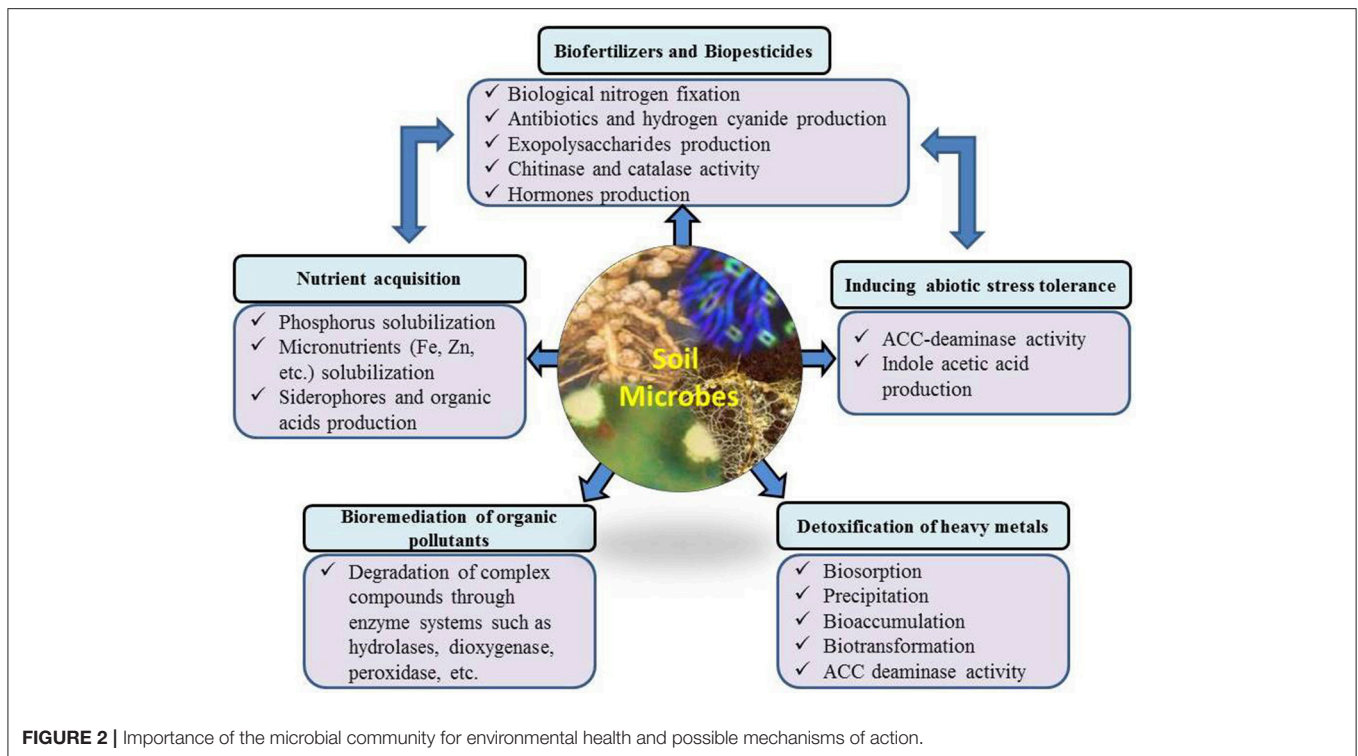 Biofertilizers and Biopesticides
✓ Biological nitrogen fixation
✓ Antibiotics and hydrogen cyanide production
✓ Exopolysaccharides production
✓ Chitinase and catalase activity
✓ Hormones production
Nutrient acquisition
✓ Phosphorus solubilization
✓ Micronutrients (Fe, Zn,
etc.) solubilization
✓ Siderophores and organic
acids production
Soil
Microbes
Inducing abiotic stress tolerance
✓ ACC-deaminase activity
✓ Indole acetic acid
production
Bioremediation of organic
pollutants
✓ Degradation of complex
compounds through
enzyme systems such as
hydrolases, dioxygenase,
peroxidase, etc.
Detoxification of heavy metals
✓ Biosorption
✓ Precipitation
✓ Bioaccumulation
✓ Biotransformation
✓ ACC deaminase activity
FIGURE 2 | Importance of the microbial community for environmental health and possible mechanisms of action.